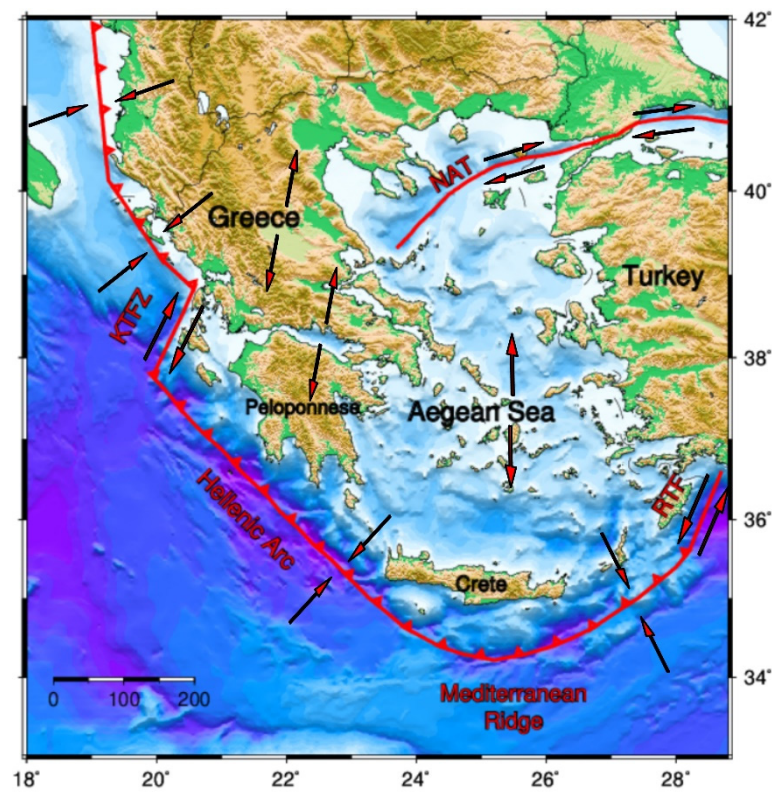 42°
NAT
40°
Greece
Turkey
KTFZ
38°
Peloponnese
Aegean Sea
Hellenic Arc
RTF
36°
Crete
34°
0 100 200
Mediterranean
Ridge
18° 20° 22° 24° 26° 28°